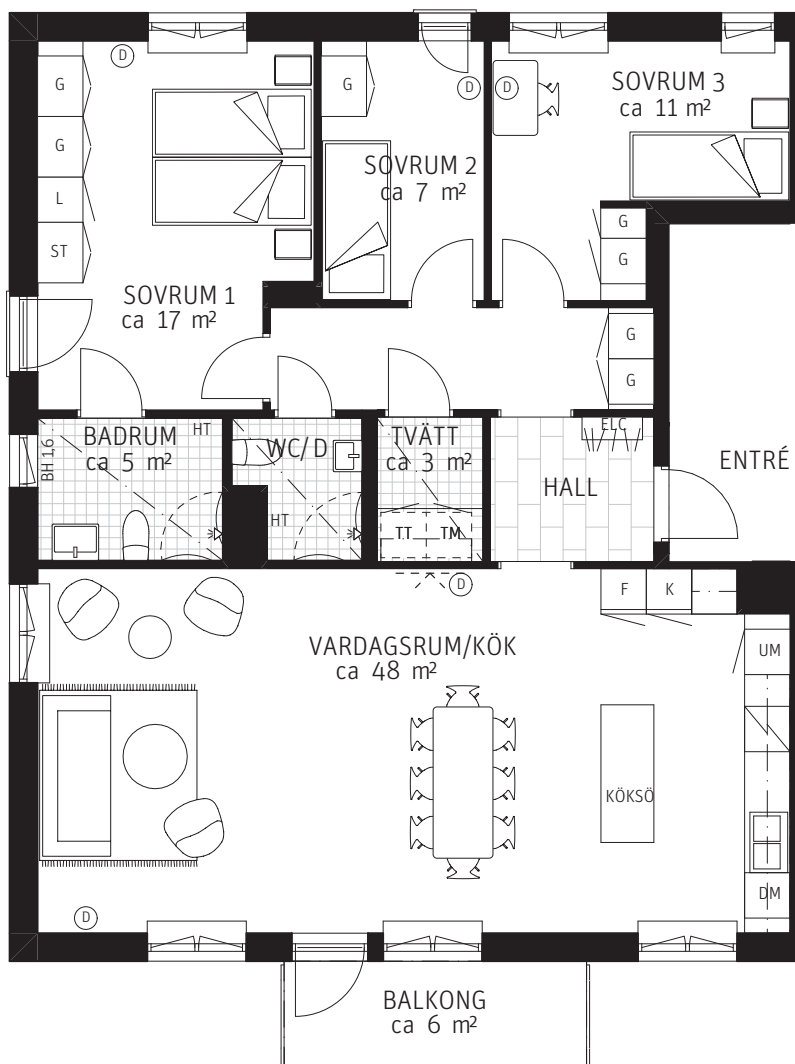 D
G
G
L
ST
SOVRUM 1
ca 17 m²
G
D
SOVRUM 2
ca 7 m²
D
SOVRUM 3
ca 11 m²
G
G
G
G
BADRUM
ca 5 m²
HT
BH 1,6
WC/D
HT
TVÄTT
ca 3 m²
TT
TM
ELC
HALL
ENTRÉ
D
F
K
VARDAGSRUM/KÖK
ca 48 m²
UM
KÖKSÖ
DM
D
BALKONG
ca 6 m²